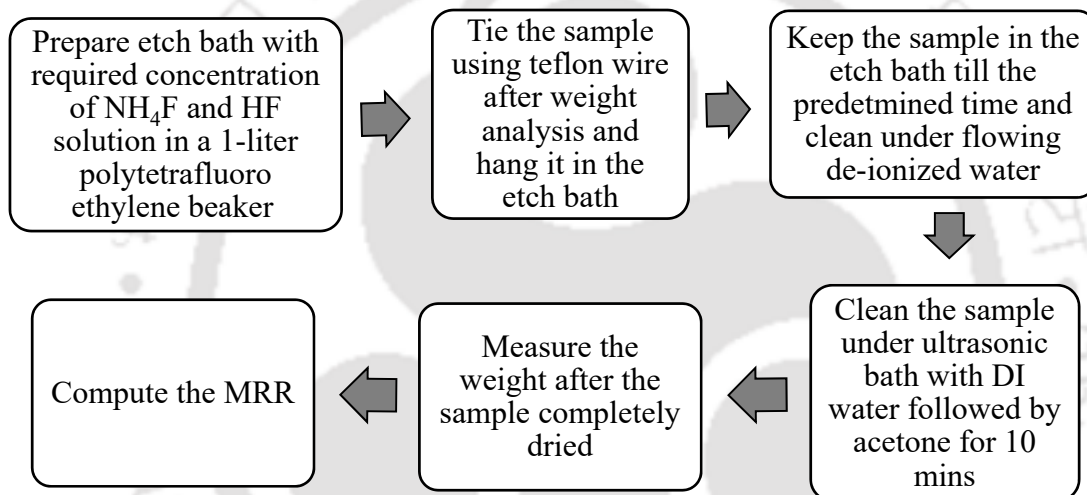 Prepare etch bath with
required concentration
of NH₄F and HF
solution in a 1-liter
polytetrafluoro
ethylene beaker
Tie the sample
using teflon wire
after weight
analysis and
hang it in the
etch bath
Keep the sample in the
etch bath till the
predetmined time and
clean under flowing
de-ionized water
Clean the sample
under ultrasonic
bath with DI
water followed by
acetone for 10
mins
Measure the
weight after the
sample completely
dried
Compute the MRR